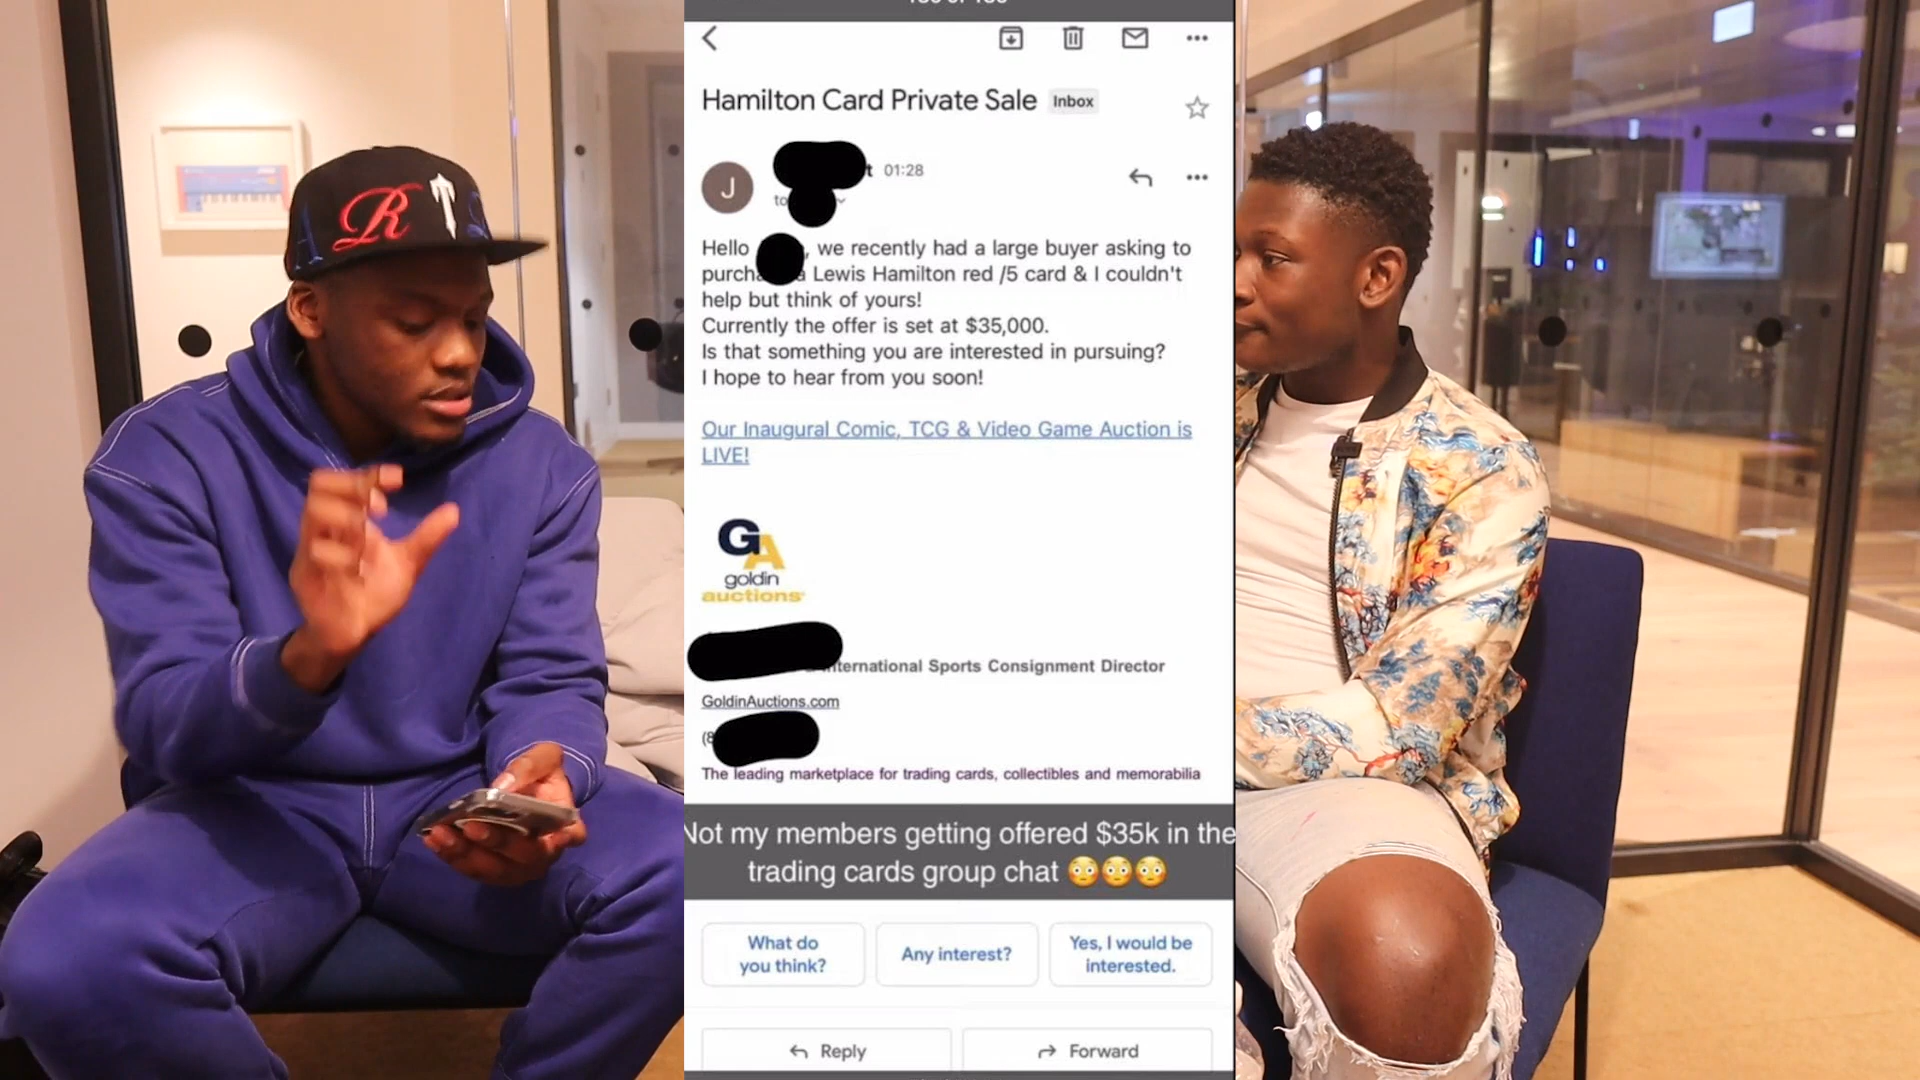 Hamilton Card Private Sale Inbox
J
t 01:28
to
Hello , we recently had a large buyer asking to
purcha a Lewis Hamilton red /5 card & I couldn't
help but think of yours!
Currently the offer is set at $35,000.
Is that something you are interested in pursuing?
I hope to hear from you soon!
Our Inaugural Comic, TCG & Video Game Auction is
LIVE!
GA
goldin
auctions
International Sports Consignment Director
GoldinAuctions.com
(8
The leading marketplace for trading cards, collectibles and memorabilia
Not my members getting offered $35k in the
trading cards group chat 😳😳😳
What do
you think?
Any interest?
Yes, I would be
interested.
Reply
Forward
R T